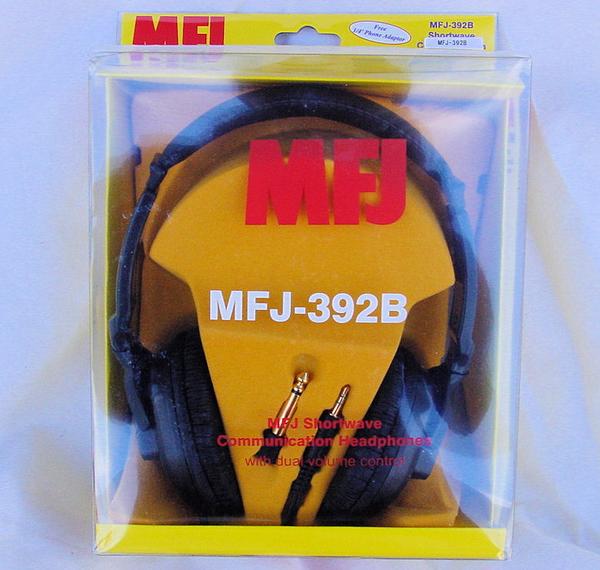 MFJ
Free
1/4" Phone Adaptor
MFJ-392B
Shortwave
MFJ-392B
MFJ
MFJ-392B
MFJ Shortwave
Communication Headphones
with dual volume control